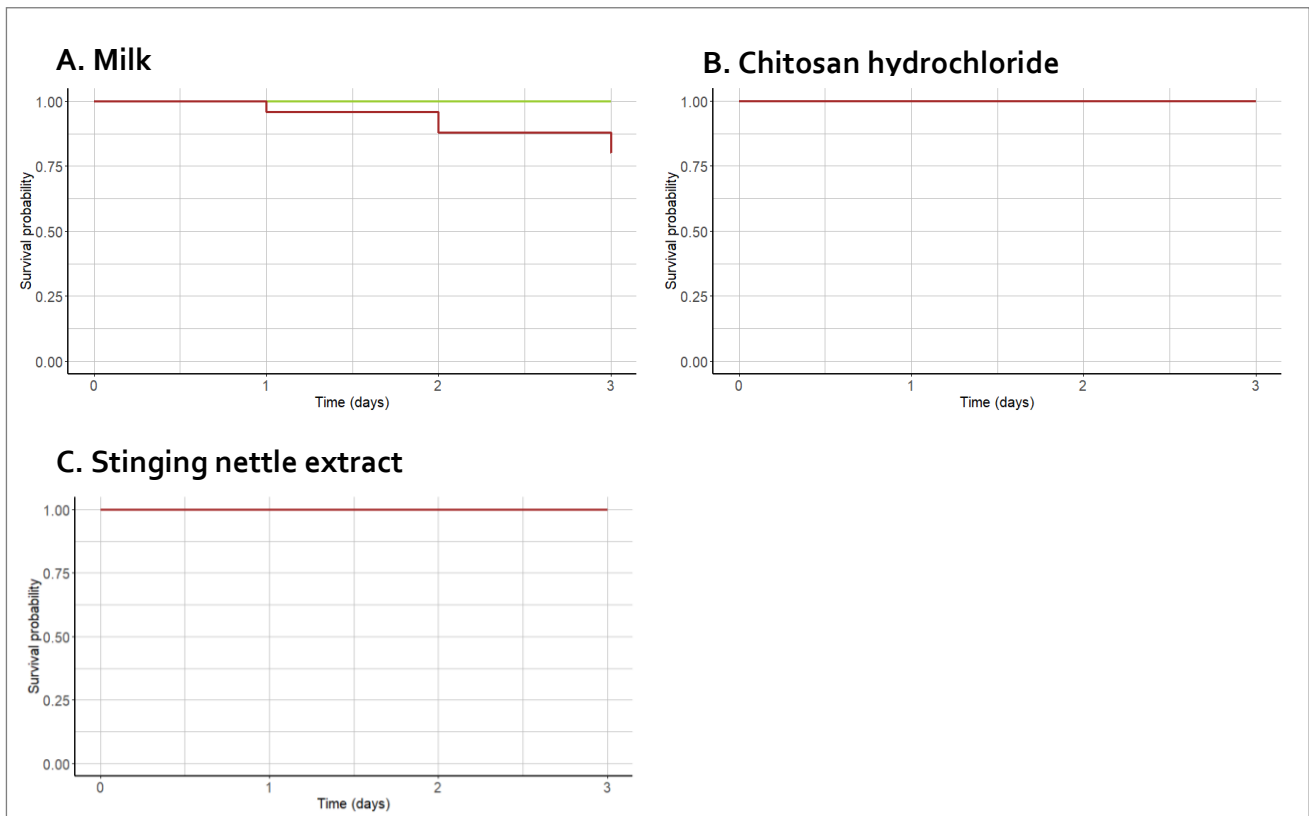 A. Milk
1.00
0.75
0.50
0.25
0.00
Survival probability
0 1 2 3
Time (days)
B. Chitosan hydrochloride
1.00
0.75
0.50
0.25
0.00
Survival probability
0 1 2 3
Time (days)
C. Stinging nettle extract
1.00
0.75
0.50
0.25
0.00
Survival probability
0 1 2 3
Time (days)